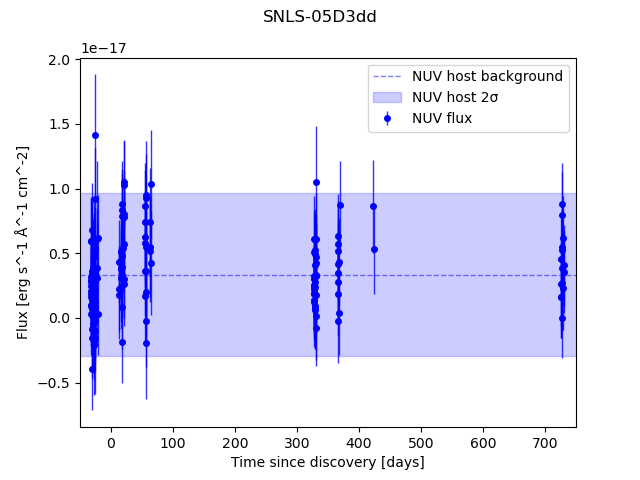 SNLS-05D3dd
1e−17
NUV host background
NUV host 2σ
NUV flux
2.0
1.5
1.0
0.5
0.0
−0.5
Flux [erg s^-1 Å^-1 cm^-2]
0 100 200 300 400 500 600 700
Time since discovery [days]